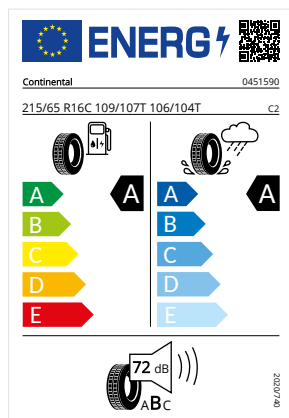 ENERG
Continental 0451590
215/65 R16C 109/107T 106/104T C2
A A A A
B B
C C
D D
E E
72 dB
ABC
2020/740